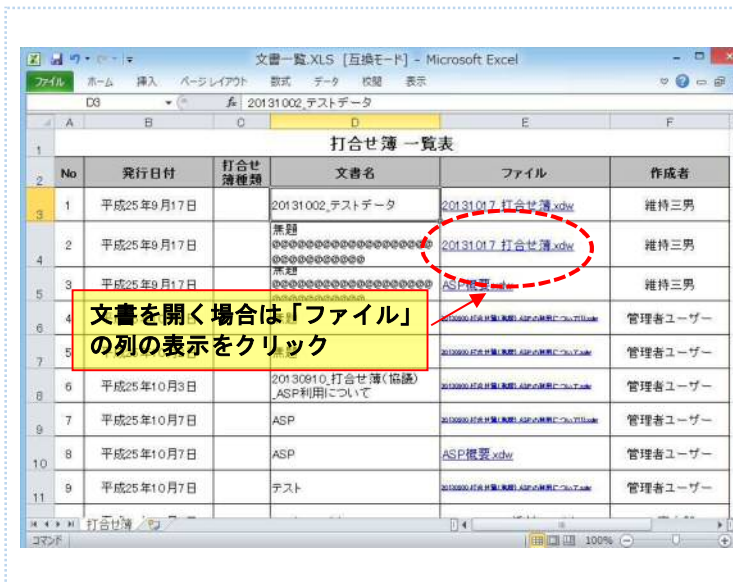 文書一覧.XLS [互換モード] - Microsoft Excel
ファイル ホーム 挿入 ページレイアウト 数式 データ 校閲 表示
D3 fx 20131002_テストデータ
A B C D E F
1 打合せ簿 一覧表
2 No 発行日付 打合せ簿種類 文書名 ファイル 作成者
3 1 平成25年9月17日 20131002_テストデータ 20131017_打合せ簿.xdw 維持三男
無題
@@@@@@@@@@@@@@@@@@@
4 2 平成25年9月17日 @@@@@@@@@@@ 20131017_打合せ簿.xdw 維持三男
無題
5 3 平成25年9月17日 @@@@@@@@@@@@@@@@@@@ ASP概要.xdw 維持三男
文書を開く場合は「ファイル」
の列の表示をクリック
6 4 管理者ユーザー
7 5 管理者ユーザー
8 6 平成25年10月3日 20130910_打合せ簿(協議)_ASP利用について 管理者ユーザー
9 7 平成25年10月7日 ASP 管理者ユーザー
10 8 平成25年10月7日 ASP ASP概要.xdw 管理者ユーザー
11 9 平成25年10月7日 テスト 管理者ユーザー
打合せ簿
コマンド 100%